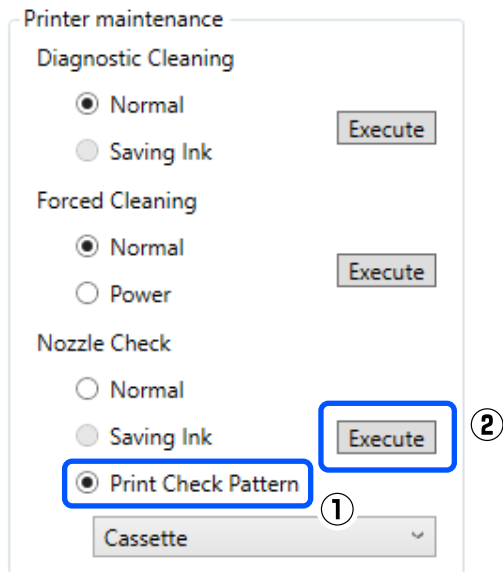 Printer maintenance
Diagnostic Cleaning
Normal
Execute
Saving Ink
Forced Cleaning
Normal
Execute
Power
Nozzle Check
Normal
Saving Ink
Execute
②
Print Check Pattern
①
Cassette